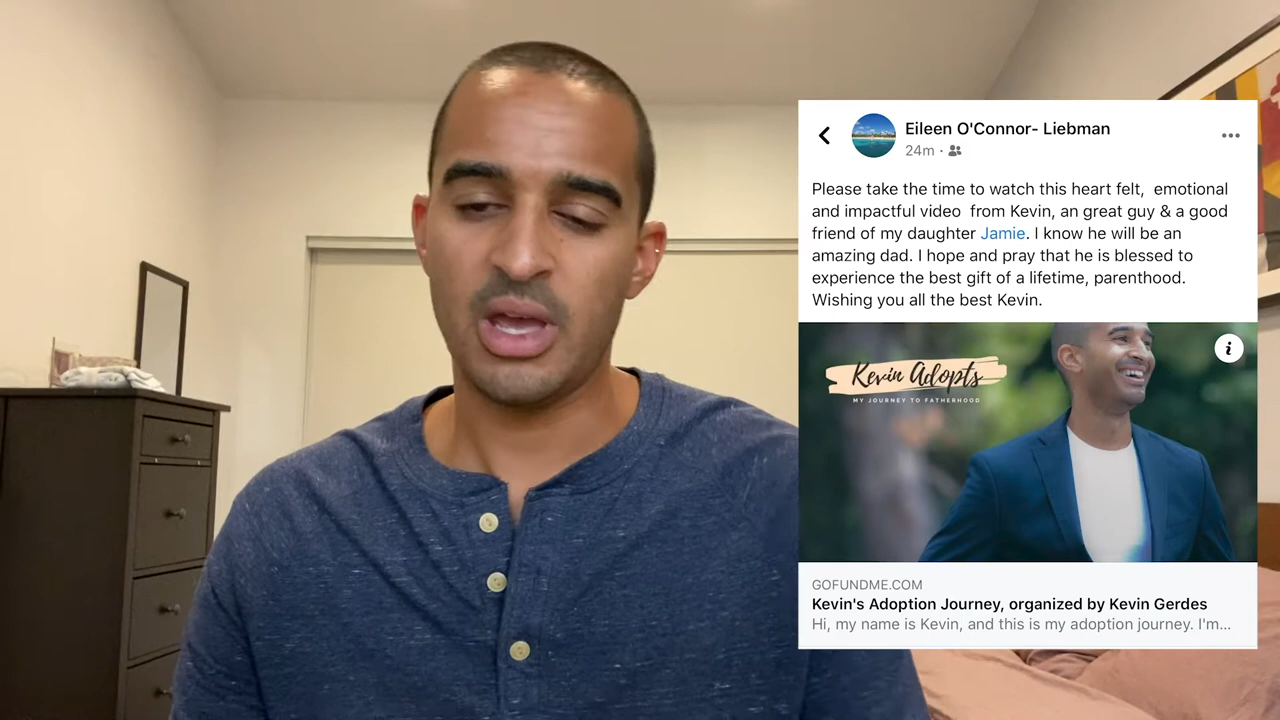 Eileen O'Connor- Liebman
24m ·
Please take the time to watch this heart felt, emotional
and impactful video from Kevin, an great guy & a good
friend of my daughter Jamie. I know he will be an
amazing dad. I hope and pray that he is blessed to
experience the best gift of a lifetime, parenthood.
Wishing you all the best Kevin.
Kevin Adopts
MY JOURNEY TO FATHERHOOD
GOFUNDME.COM
Kevin's Adoption Journey, organized by Kevin Gerdes
Hi, my name is Kevin, and this is my adoption journey. I'm...